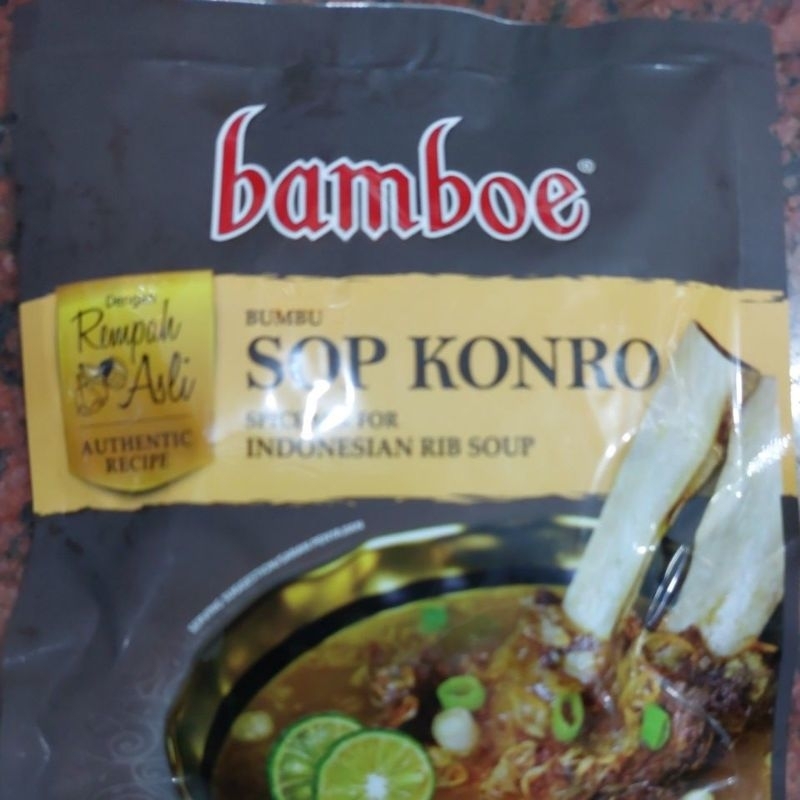 bamboe
Dengan
Rempah
Asli
AUTHENTIC
RECIPE
BUMBU
SOP KONRO
FOR
INDONESIAN RIB SOUP